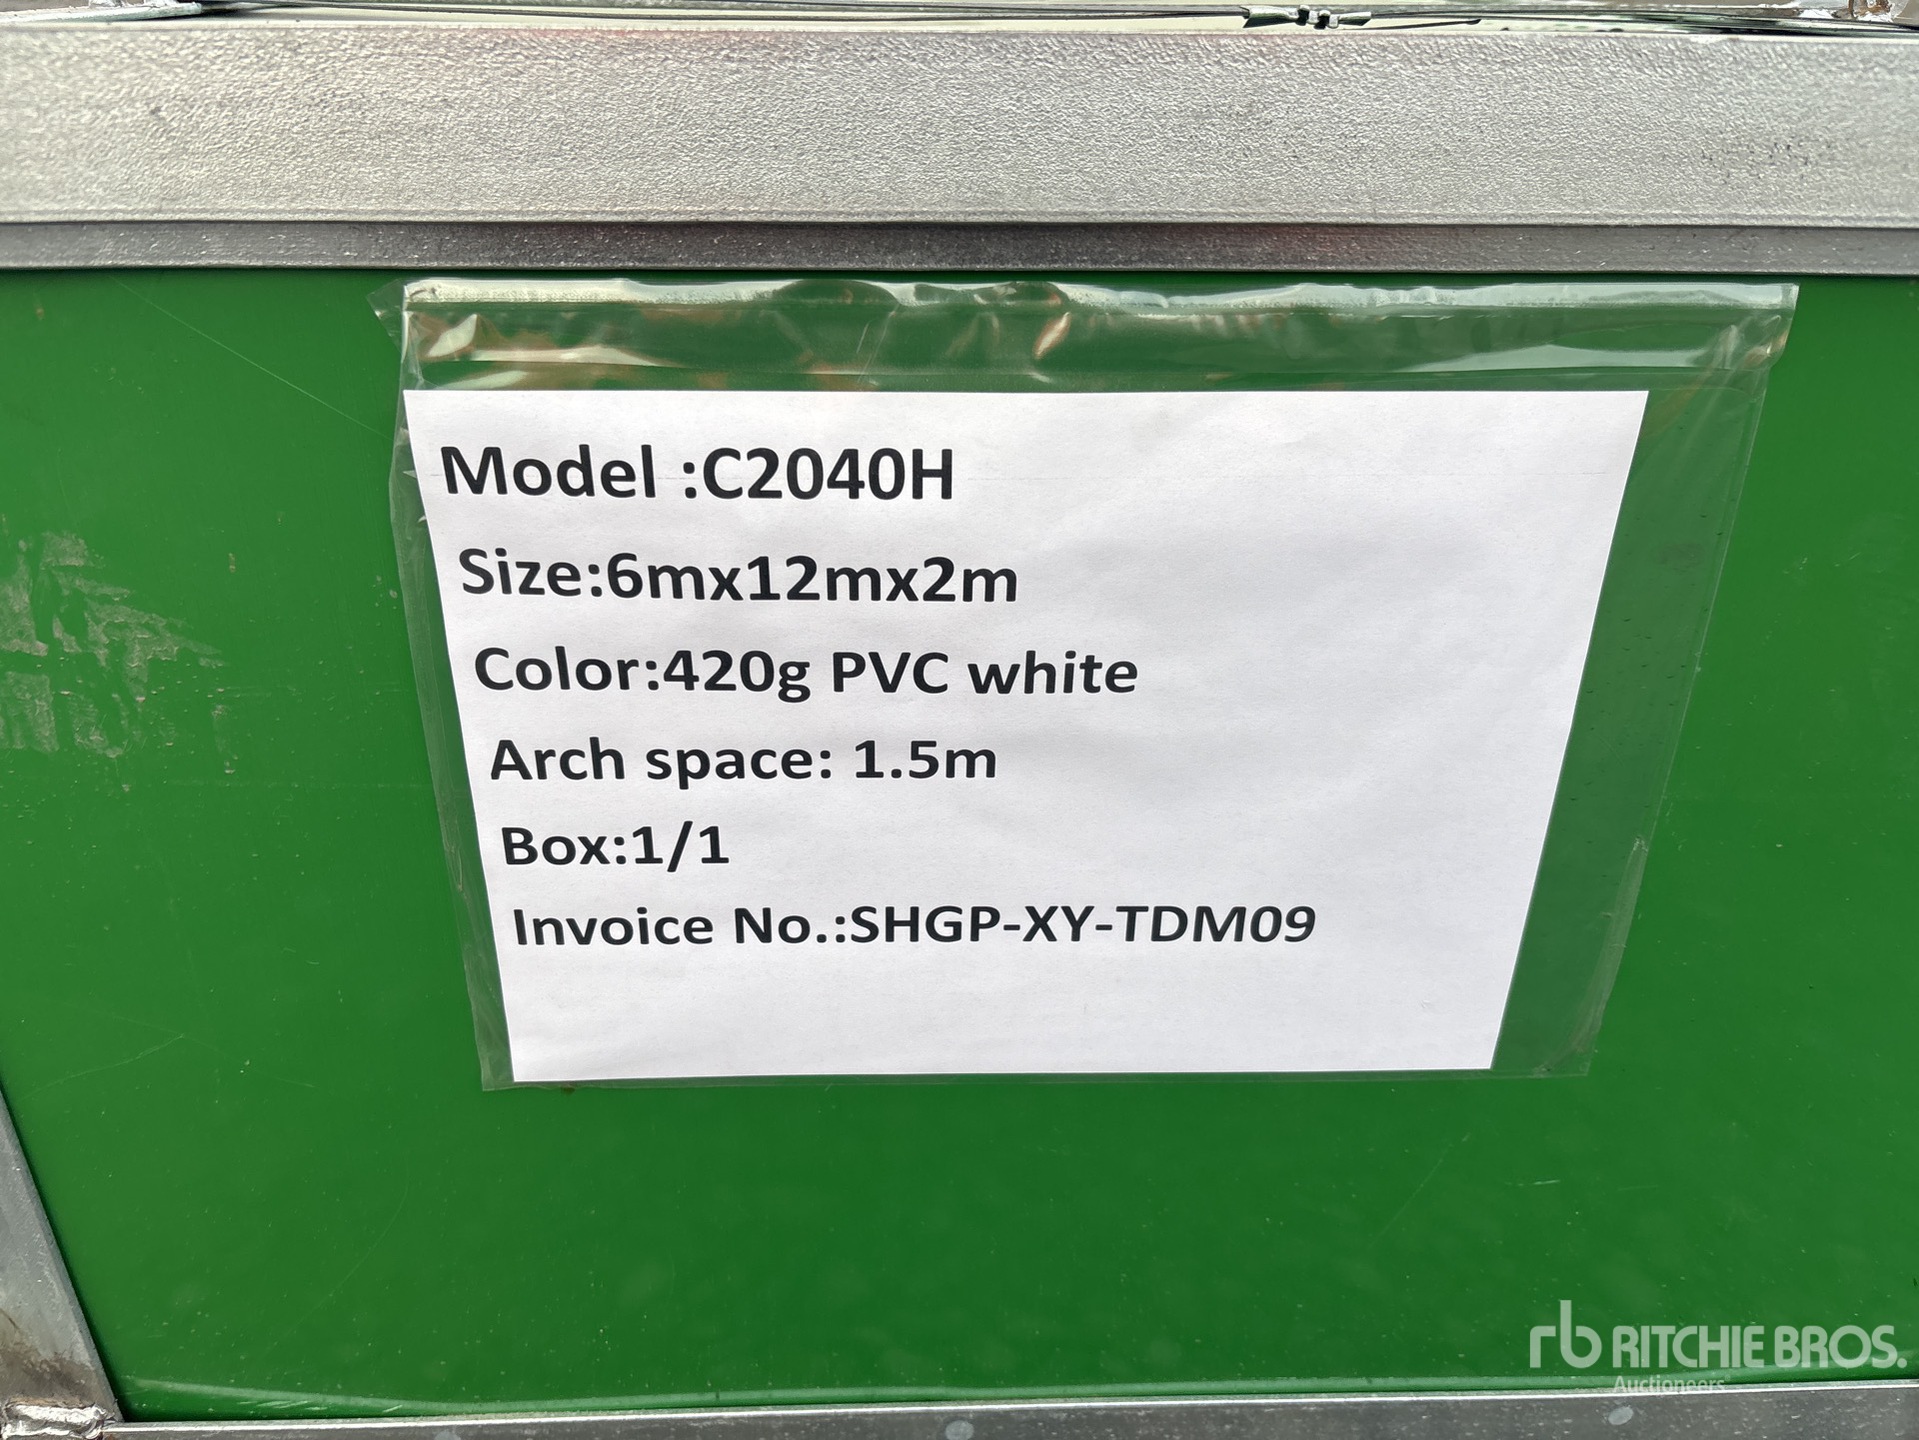 Model :C2040H
Size:6mx12mx2m
Color:420g PVC white
Arch space: 1.5m
Box:1/1
Invoice No.:SHGP-XY-TDM09
rb RITCHIE BROS.
Auctioneers